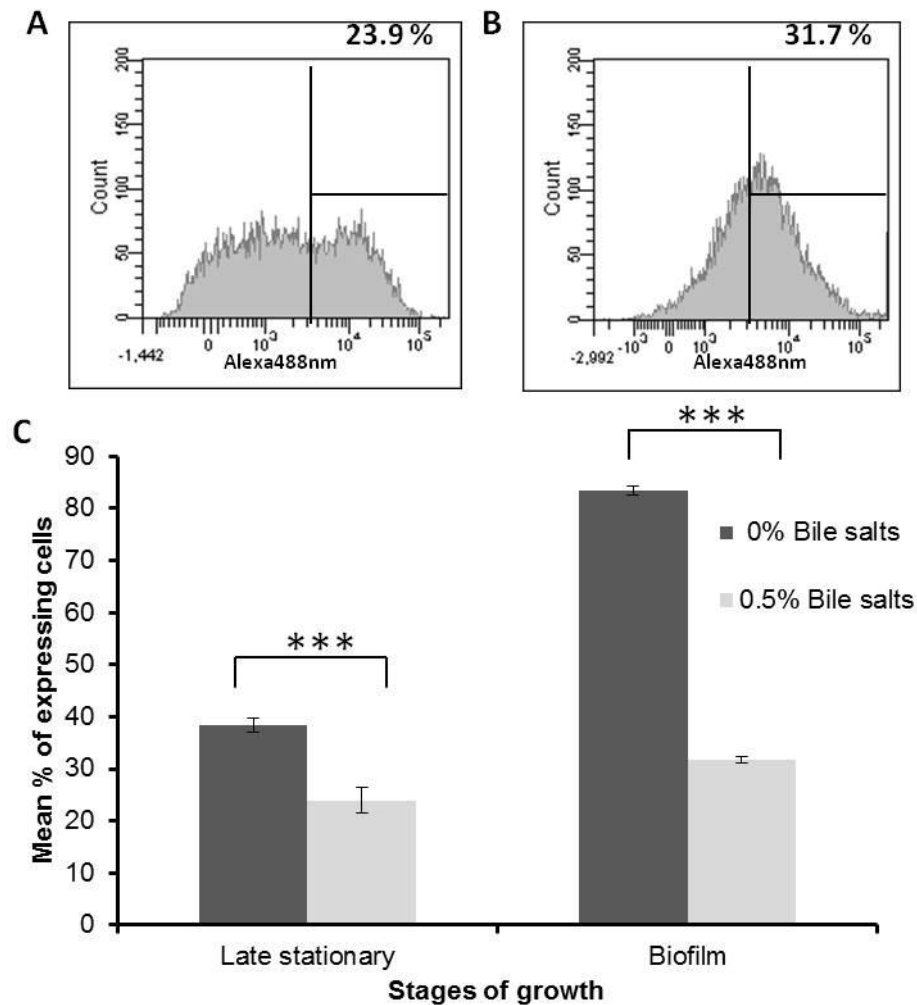 A
23.9 %
200
150
100
50
0
Count
-1,442
0
10³
10⁴
10⁵
Alexa488nm
B
31.7 %
200
150
100
50
0
Count
-2,992
-10³
0
10³
10⁴
10⁵
Alexa488nm
C
90
80
70
60
50
40
30
20
10
0
Mean % of expressing cells
***
***
0% Bile salts
0.5% Bile salts
Late stationary
Biofilm
Stages of growth